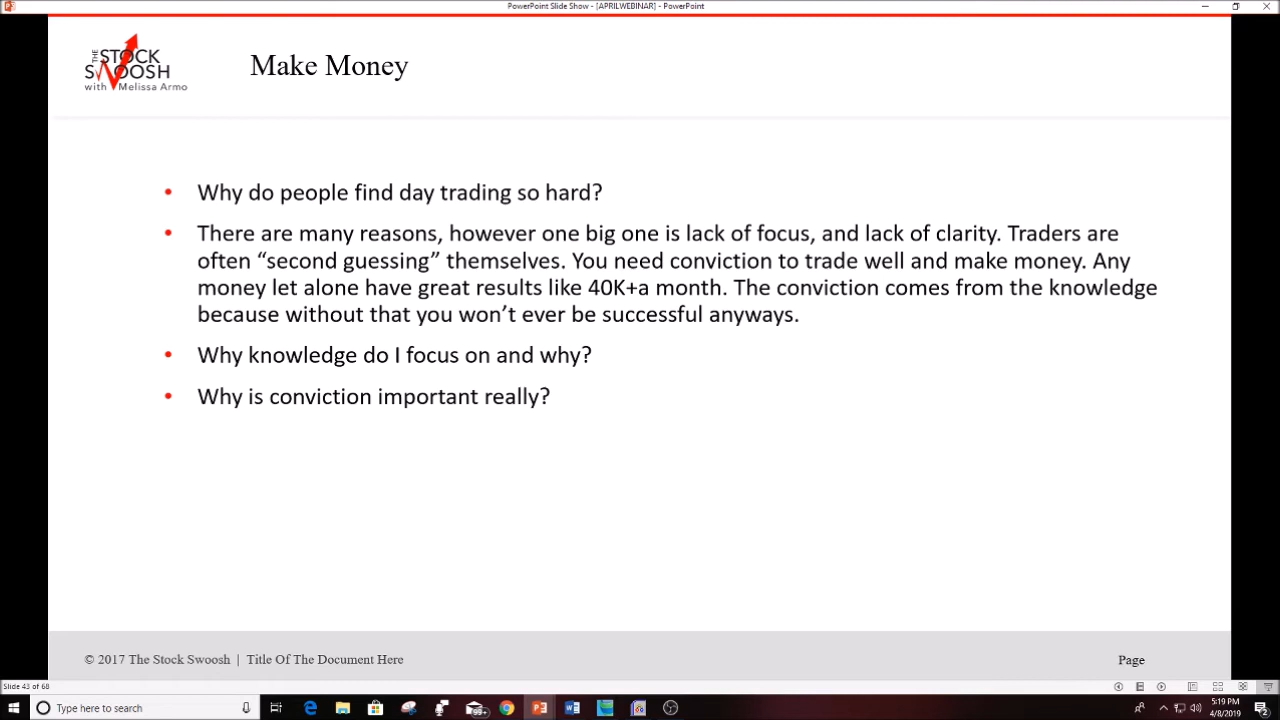 PowerPoint Slide Show - [APRILWEBINAR] - PowerPoint
THE
STOCK
SWOOSH
with Melissa Armo
Make Money
• Why do people find day trading so hard?
• There are many reasons, however one big one is lack of focus, and lack of clarity. Traders are
often “second guessing” themselves. You need conviction to trade well and make money. Any
money let alone have great results like 40K+a month. The conviction comes from the knowledge
because without that you won’t ever be successful anyways.
• Why knowledge do I focus on and why?
• Why is conviction important really?
© 2017 The Stock Swoosh | Title Of The Document Here
Page
Slide 43 of 68
Type here to search
99+
5:19 PM
4/8/2019
2